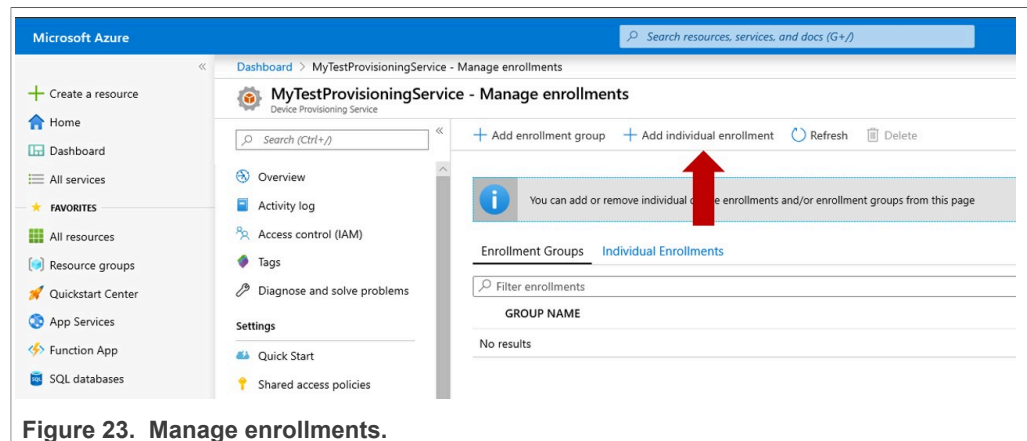 Microsoft Azure
Search resources, services, and docs (G+/)
Dashboard > MyTestProvisioningService - Manage enrollments
MyTestProvisioningService - Manage enrollments
Device Provisioning Service
Create a resource
Home
Dashboard
All services
FAVORITES
All resources
Resource groups
Quickstart Center
App Services
Function App
SQL databases
Search (Ctrl+/)
Overview
Activity log
Access control (IAM)
Tags
Diagnose and solve problems
Settings
Quick Start
Shared access policies
Add enrollment group Add individual enrollment Refresh Delete
You can add or remove individual enrollments and/or enrollment groups from this page
Enrollment Groups Individual Enrollments
Filter enrollments
GROUP NAME
No results
Figure 23. Manage enrollments.